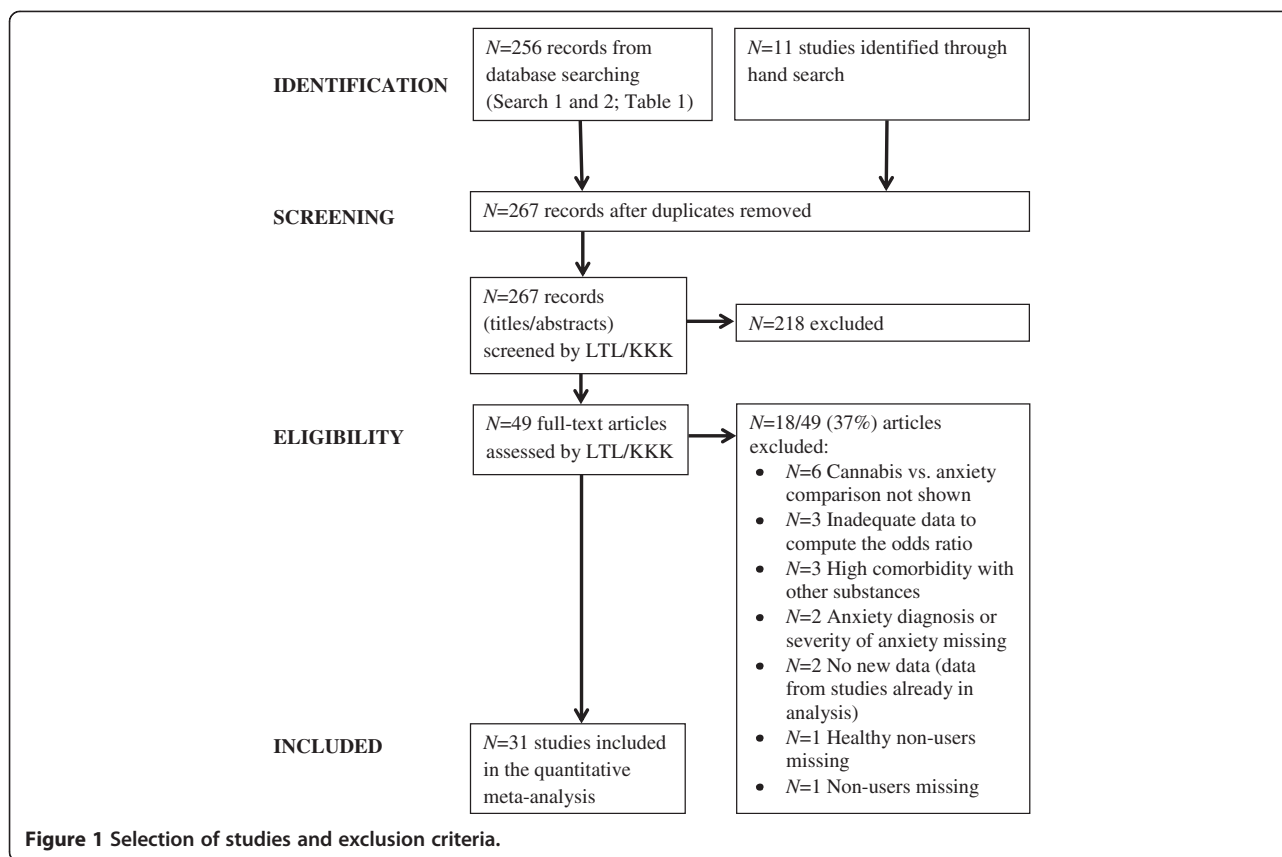 IDENTIFICATION
N=256 records from
database searching
(Search 1 and 2; Table 1)
N=11 studies identified through
hand search
SCREENING
N=267 records after duplicates removed
N=267 records
(titles/abstracts)
screened by LTL/KKK
N=218 excluded
ELIGIBILITY
N=49 full-text articles
assessed by LTL/KKK
N=18/49 (37%) articles
excluded:
• N=6 Cannabis vs. anxiety
comparison not shown
• N=3 Inadequate data to
compute the odds ratio
• N=3 High comorbidity with
other substances
• N=2 Anxiety diagnosis or
severity of anxiety missing
• N=2 No new data (data
from studies already in
analysis)
• N=1 Healthy non-users
missing
• N=1 Non-users missing
INCLUDED
N=31 studies included
in the quantitative
meta-analysis
Figure 1 Selection of studies and exclusion criteria.